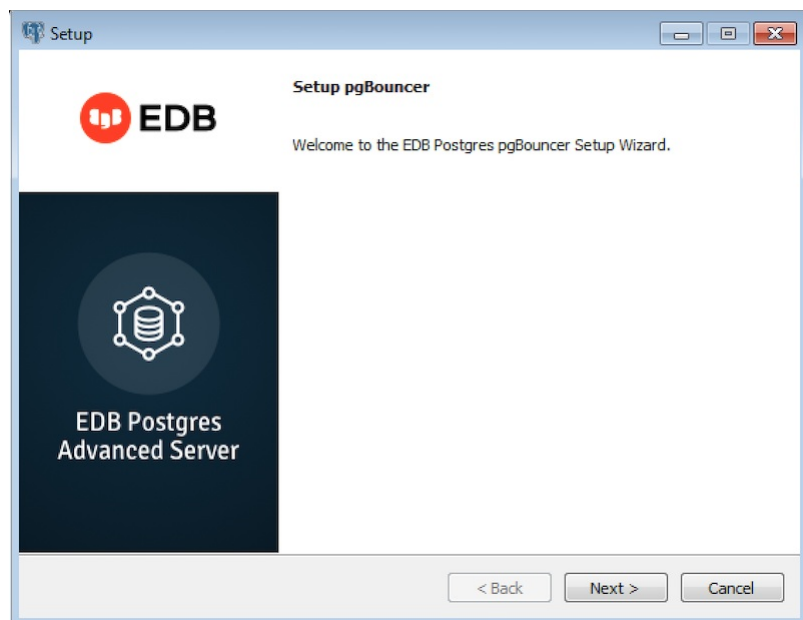 Setup
EDB
Setup pgBouncer
Welcome to the EDB Postgres pgBouncer Setup Wizard.
EDB Postgres
Advanced Server
< Back
Next >
Cancel